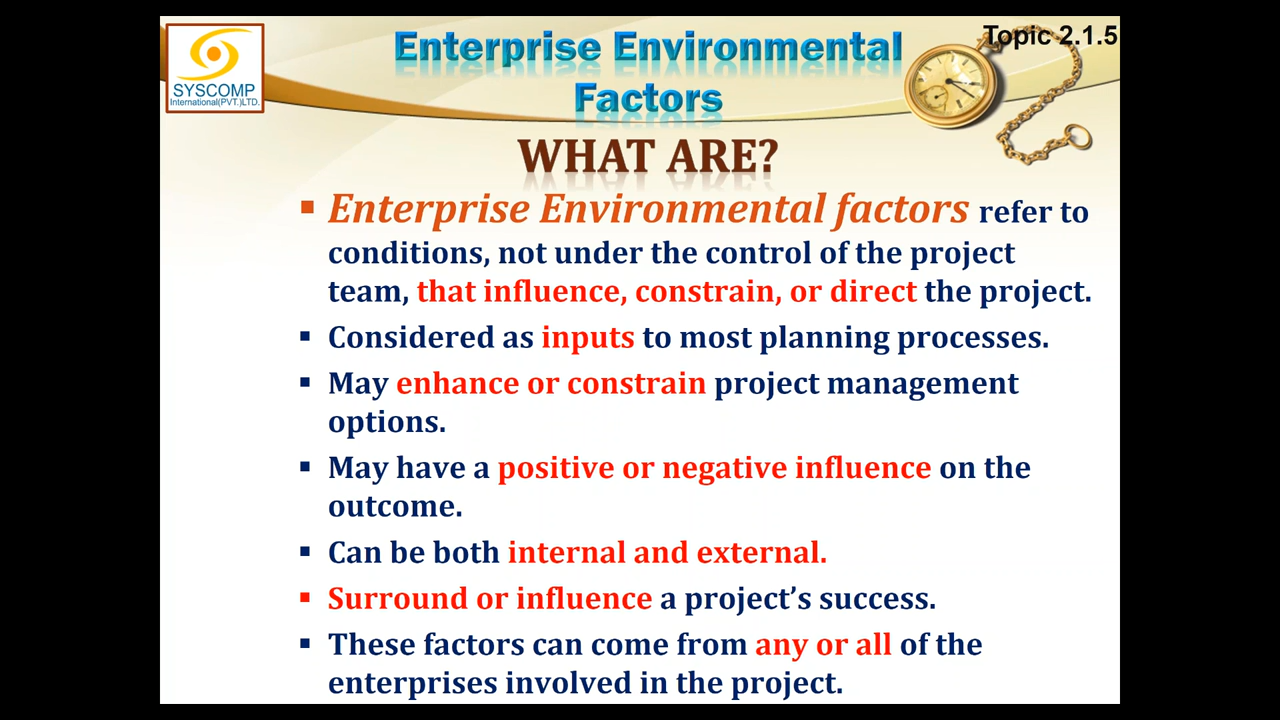 SYSCOMP
International(PVT.)LTD.
Enterprise Environmental
Factors
Topic 2.1.5
WHAT ARE?
▪ Enterprise Environmental factors refer to
conditions, not under the control of the project
team, that influence, constrain, or direct the project.
▪ Considered as inputs to most planning processes.
▪ May enhance or constrain project management
options.
▪ May have a positive or negative influence on the
outcome.
▪ Can be both internal and external.
▪ Surround or influence a project’s success.
▪ These factors can come from any or all of the
enterprises involved in the project.